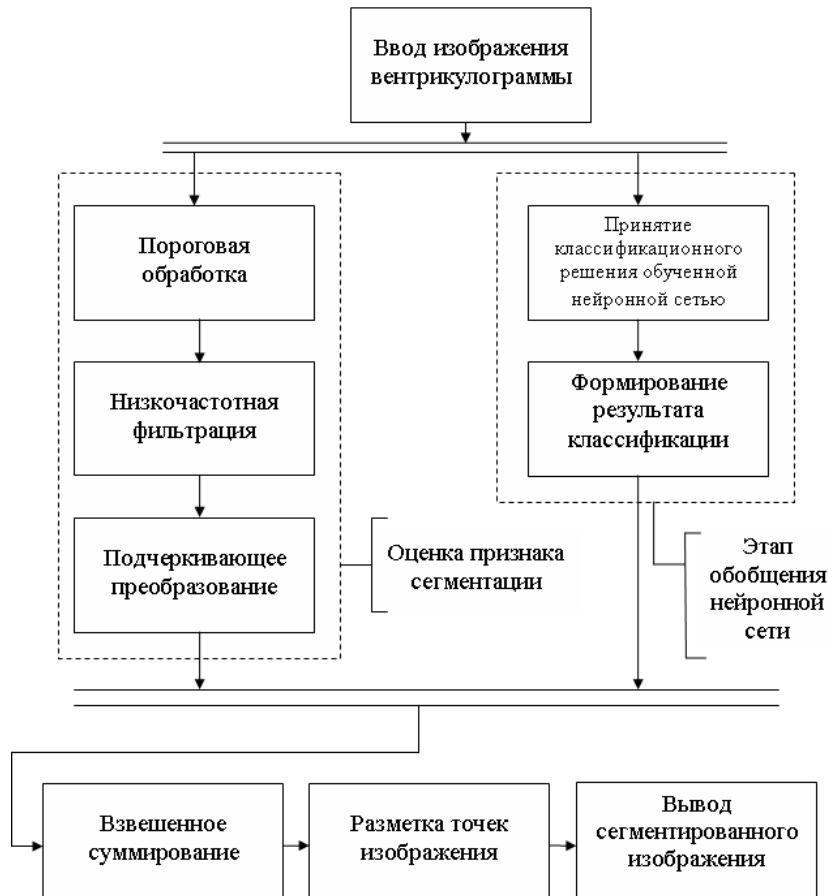 Ввод изображения
вентрикулограммы
Пороговая
обработка
Низкочастотная
фильтрация
Подчеркивающее
преобразование
Оценка признака
сегментации
Принятие
классификационного
решения обученной
нейронной сетью
Формирование
результата
классификации
Этап
обобщения
нейронной
сети
Взвешенное
суммирование
Разметка точек
изображения
Вывод
сегментированного
изображения